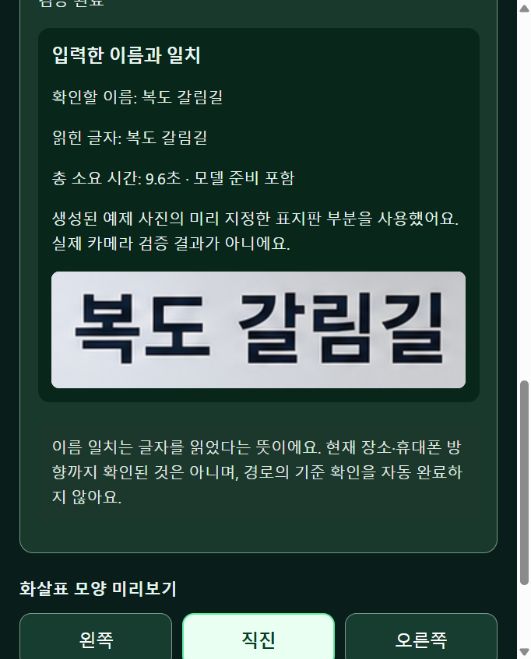 검증 완료
입력한 이름과 일치
확인할 이름: 복도 갈림길
읽힌 글자: 복도 갈림길
총 소요 시간: 9.6초 · 모델 준비 포함
생성된 예제 사진의 미리 지정한 표지판 부분을 사용했어요.
실제 카메라 검증 결과가 아니에요.
복도 갈림길
이름 일치는 글자를 읽었다는 뜻이에요. 현재 장소·휴대폰 방
향까지 확인된 것은 아니며, 경로의 기준 확인을 자동 완료하
지 않아요.
화살표 모양 미리보기
왼쪽
직진
오른쪽